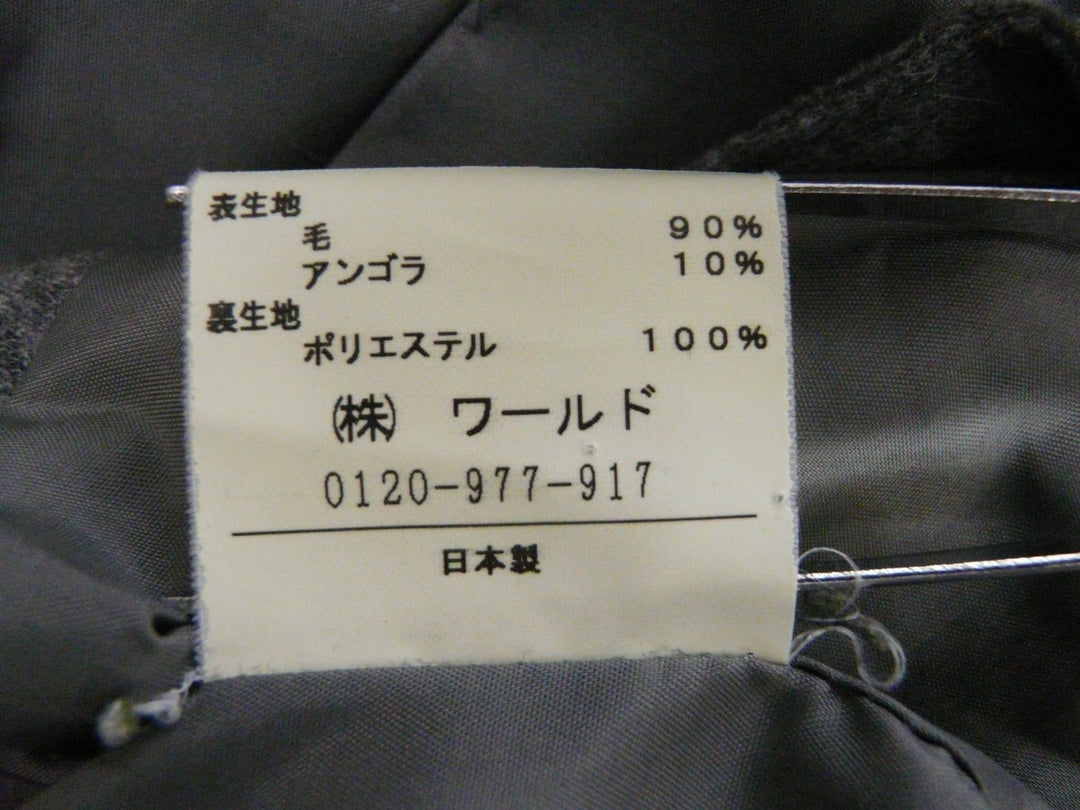 表生地
毛 90%
アンゴラ 10%
裏生地
ポリエステル 100%
㈱ ワールド
0120-977-917
日本製